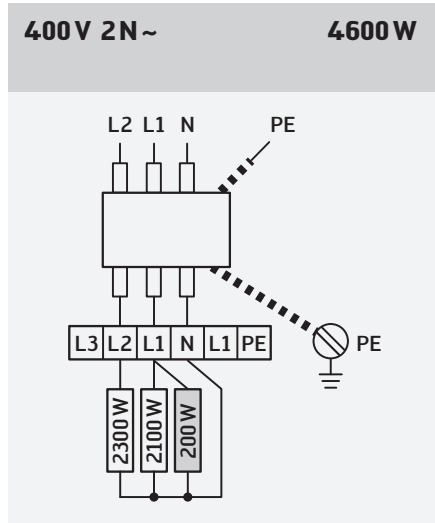 400V 2N~ 4600W
L2 L1 N PE
L3 L2 L1 N L1 PE
PE
2300W
2100W
200W